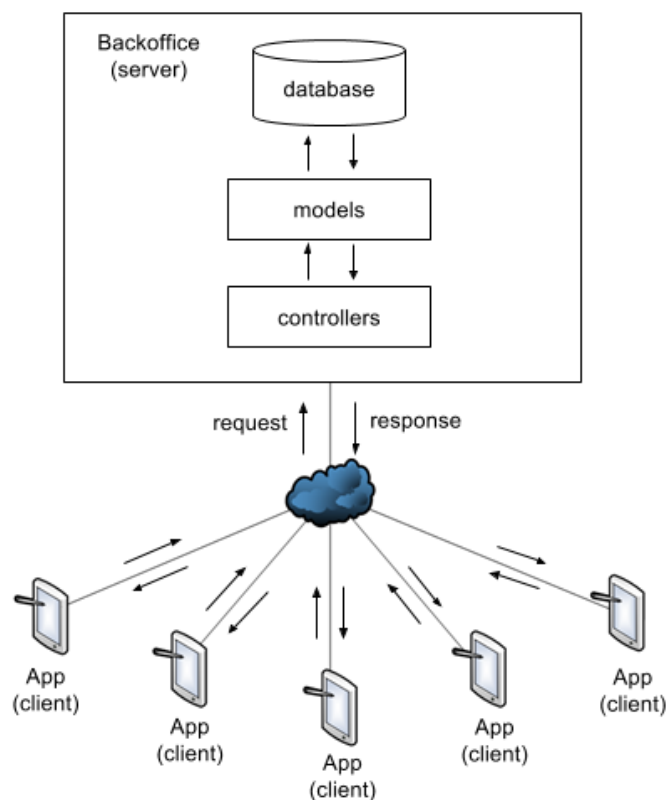 Backoffice
(server)
database
models
controllers
request
response
App
(client)
App
(client)
App
(client)
App
(client)
App
(client)